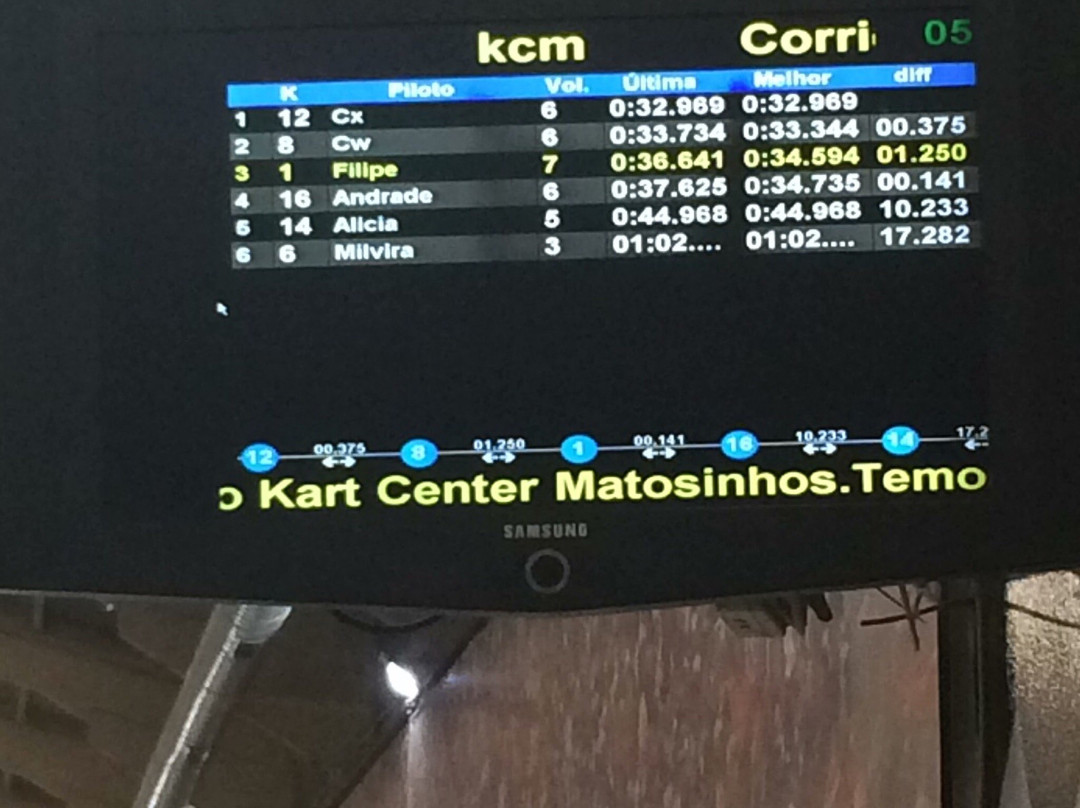 kcm Corri 05
K Piloto Vol. Última Melhor diff
1 12 Cx 6 0:32.969 0:32.969
2 8 Cw 6 0:33.734 0:33.344 00.375
3 1 Filipe 7 0:36.641 0:34.594 01.250
4 16 Andrade 6 0:37.625 0:34.735 00.141
5 14 Alicia 5 0:44.968 0:44.968 10.233
6 6 Milvira 3 01:02.... 01:02.... 17.282
12 00.375 8 01.250 1 00.141 16 10.233 14 17.2
o Kart Center Matosinhos.Temo
SAMSUNG